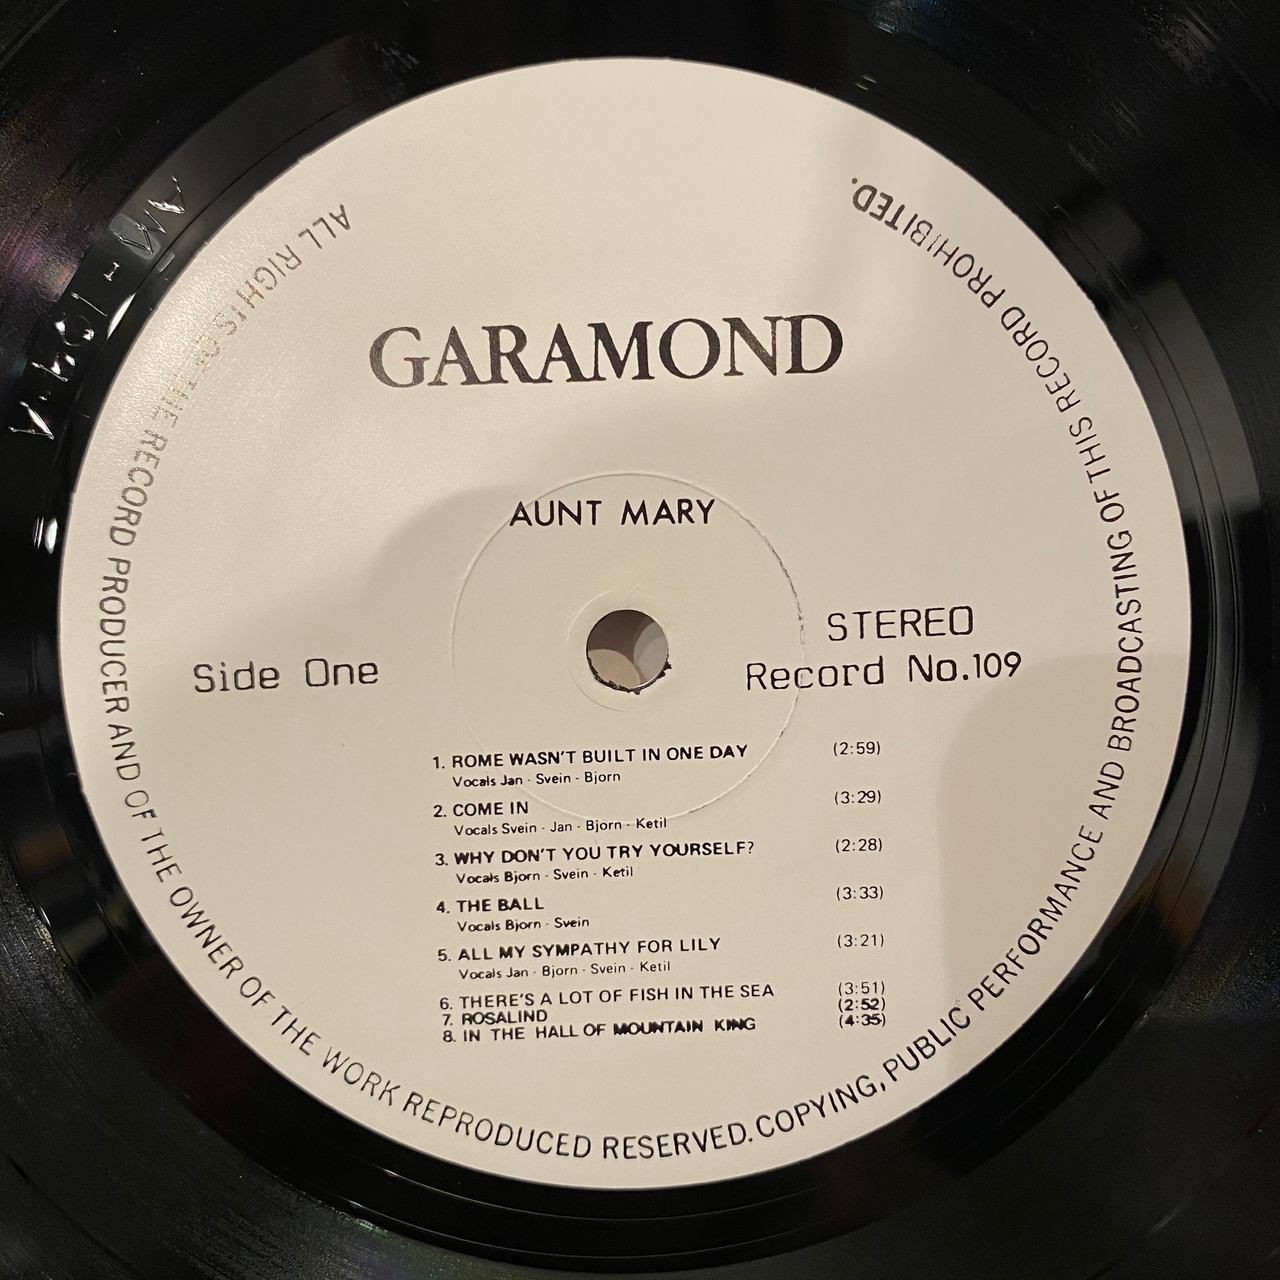 GARAMOND
AUNT MARY
Side One
STEREO
Record No.109
1. ROME WASN'T BUILT IN ONE DAY (2:59)
Vocals Jan - Svein - Bjorn
2. COME IN (3:29)
Vocals Svein - Jan - Bjorn - Ketil
3. WHY DON'T YOU TRY YOURSELF? (2:28)
Vocals Bjorn - Svein - Ketil
4. THE BALL (3:33)
Vocals Bjorn - Svein
5. ALL MY SYMPATHY FOR LILY (3:21)
Vocals Jan - Bjorn - Svein - Ketil
6. THERE'S A LOT OF FISH IN THE SEA (3:51)
7. ROSALIND (2:52)
8. IN THE HALL OF MOUNTAIN KING (4:35)
ALL RIGHTS OF THE RECORD PRODUCER AND OF THE OWNER OF THE WORK REPRODUCED RESERVED. COPYING, PUBLIC PERFORMANCE AND BROADCASTING OF THIS RECORD PROHIBITED.